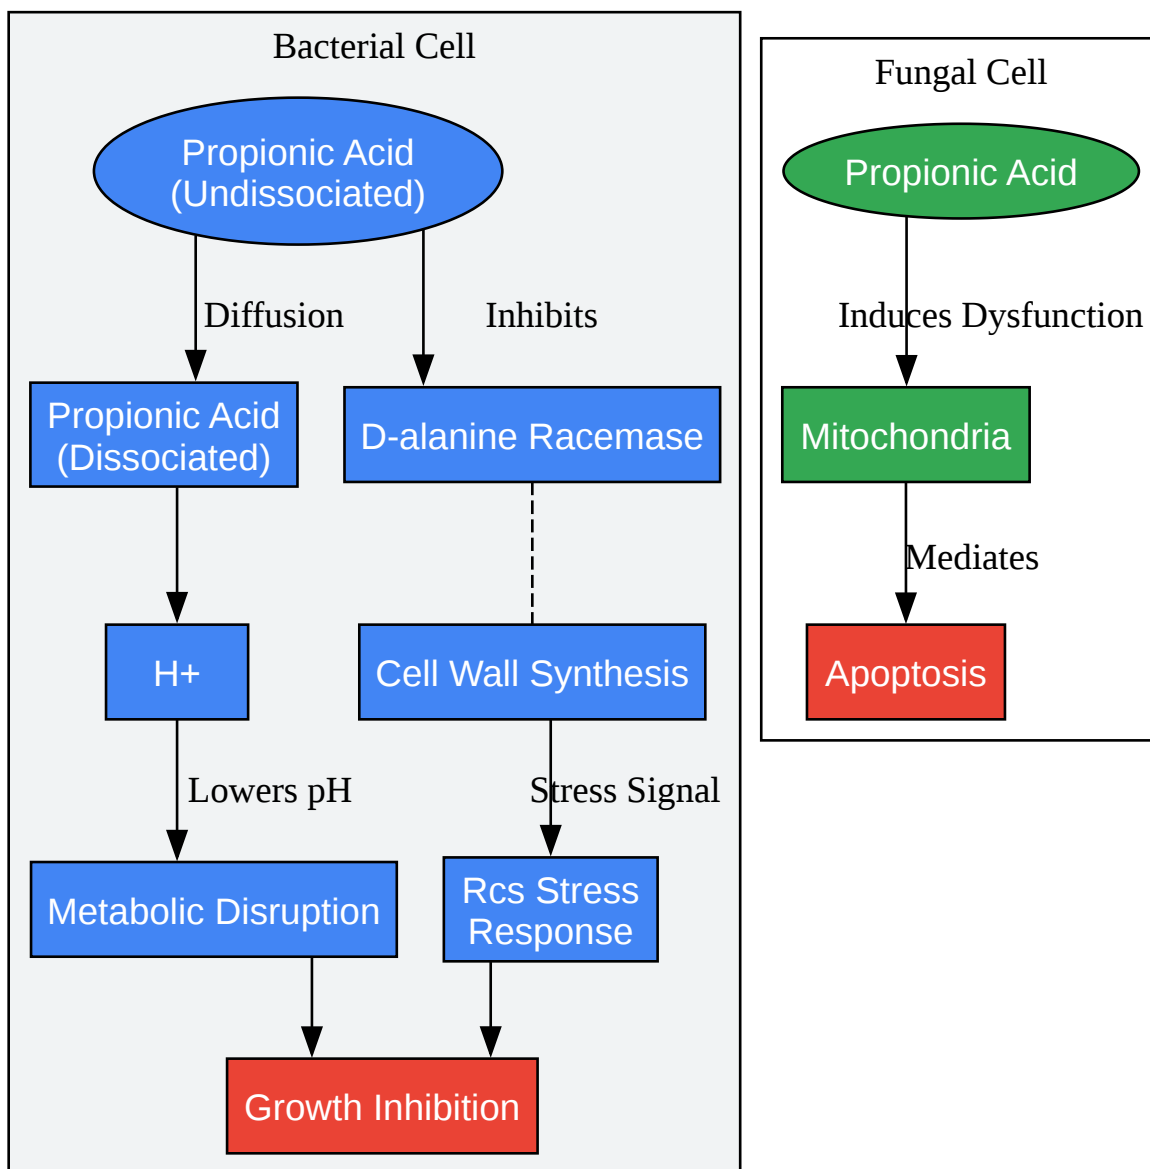 Bacterial Cell
Propionic Acid
(Undissociated)
Diffusion
Inhibits
Propionic Acid
(Dissociated)
D-alanine Racemase
H+
Cell Wall Synthesis
Lowers pH
Stress Signal
Metabolic Disruption
Rcs Stress
Response
Growth Inhibition
Fungal Cell
Propionic Acid
Induces Dysfunction
Mitochondria
Mediates
Apoptosis